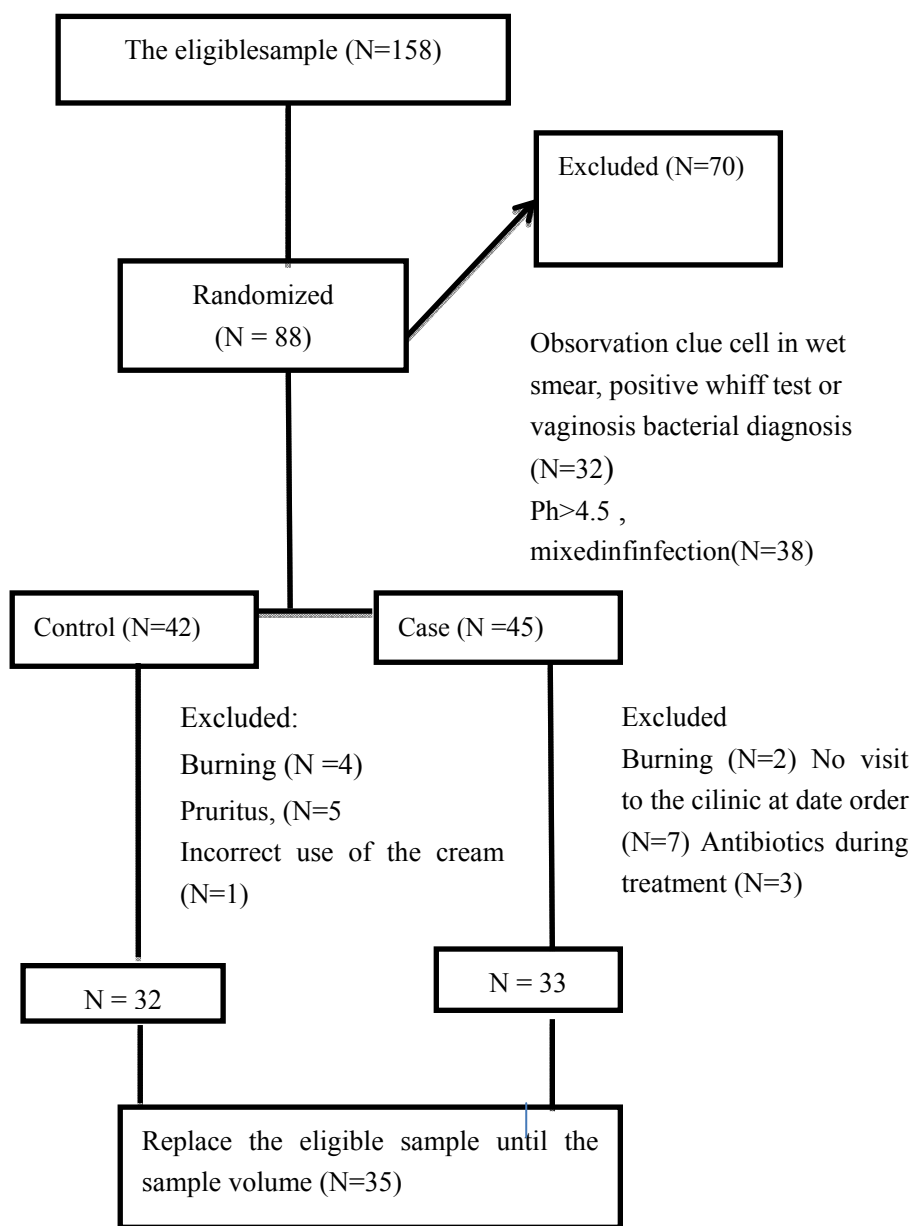 The eligiblesample (N=158)
Excluded (N=70)
Randomized
(N = 88)
Obsorvation clue cell in wet
smear, positive whiff test or
vaginosis bacterial diagnosis
(N=32)
Ph>4.5 ,
mixedinfinfection(N=38)
Control (N=42)
Case (N =45)
Excluded:
Burning (N =4)
Pruritus, (N=5
Incorrect use of the cream
(N=1)
Excluded
Burning (N=2) No visit
to the cilinic at date order
(N=7) Antibiotics during
treatment (N=3)
N = 32
N = 33
Replace the eligible sample until the
sample volume (N=35)